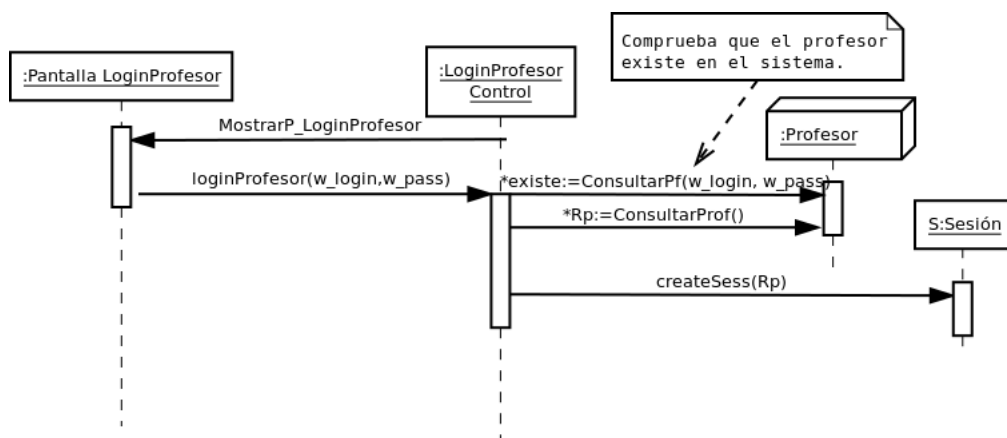 Comprueba que el profesor
existe en el sistema.
:Pantalla LoginProfesor
:LoginProfesor
Control
:Profesor
MostrarP_LoginProfesor
loginProfesor(w_login,w_pass)
*existe:=ConsultarPf(w_login, w_pass)
*Rp:=ConsultarProf()
S:Sesión
createSess(Rp)